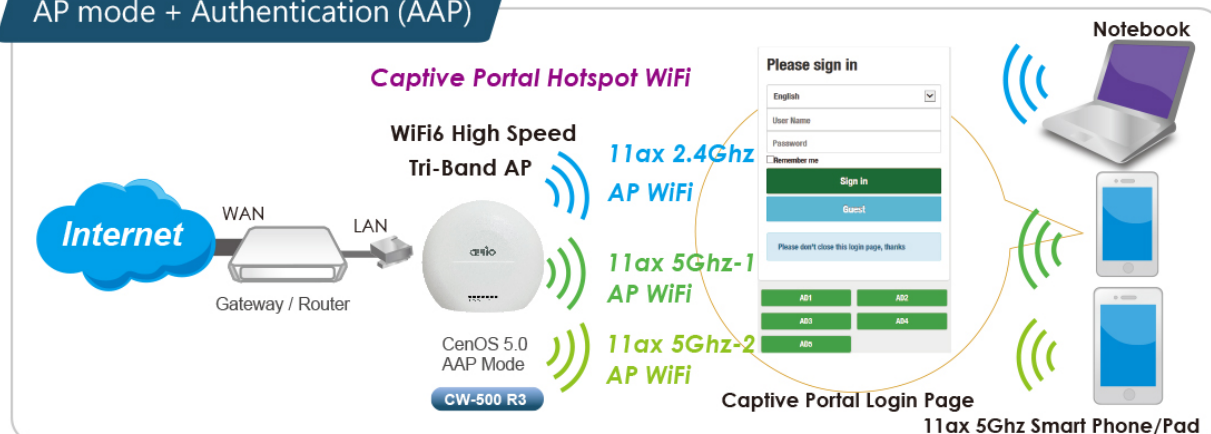 AP mode + Authentication (AAP)
Captive Portal Hotspot WiFi
WiFi6 High Speed
Tri-Band AP
Internet
WAN
LAN
Gateway / Router
CenOS 5.0
AAP Mode
CW-500 R3
11ax 2.4Ghz
AP WiFi
11ax 5Ghz-1
AP WiFi
11ax 5Ghz-2
AP WiFi
Please sign in
English
User Name
Password
Remember me
Sign in
Guest
Please don't close this login page, thanks
AD1
AD2
AD3
AD4
AD5
Captive Portal Login Page
Notebook
11ax 5Ghz Smart Phone/Pad